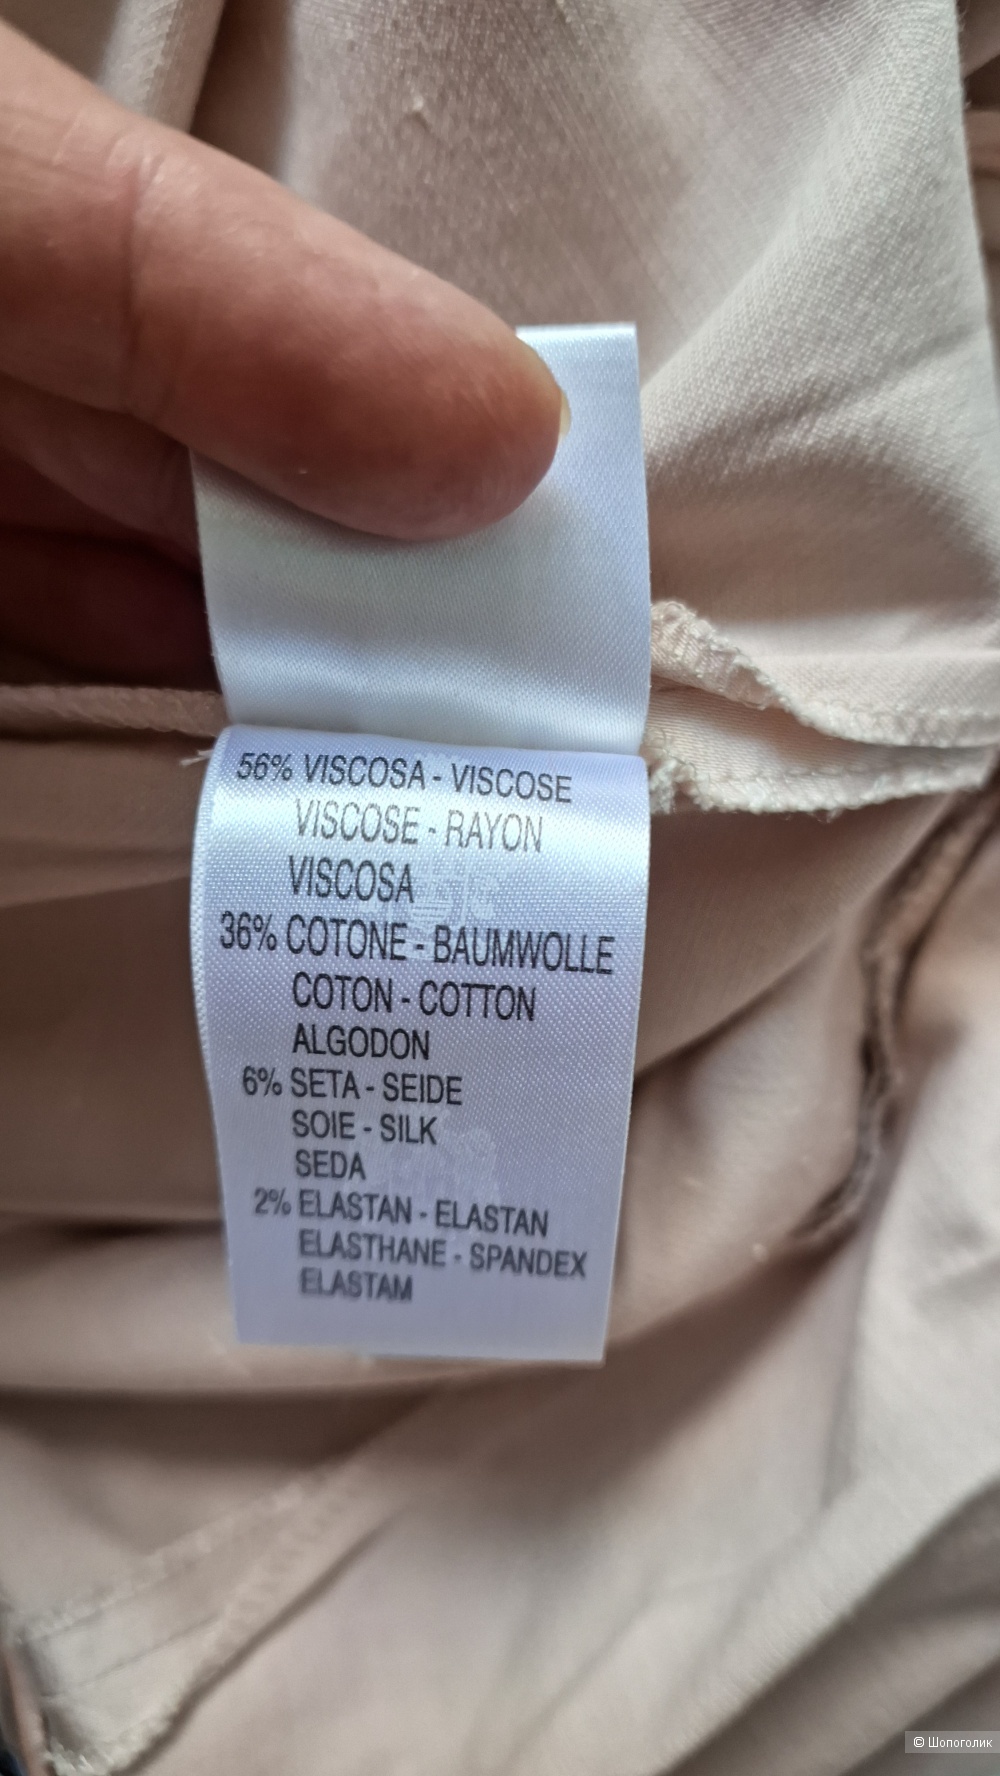 56% VISCOSA - VISCOSE
VISCOSE - RAYON
VISCOSA
36% COTONE - BAUMWOLLE
COTON - COTTON
ALGODON
6% SETA - SEIDE
SOIE - SILK
SEDA
2% ELASTAN - ELASTAN
ELASTHANE - SPANDEX
ELASTAM
© Шопоголик